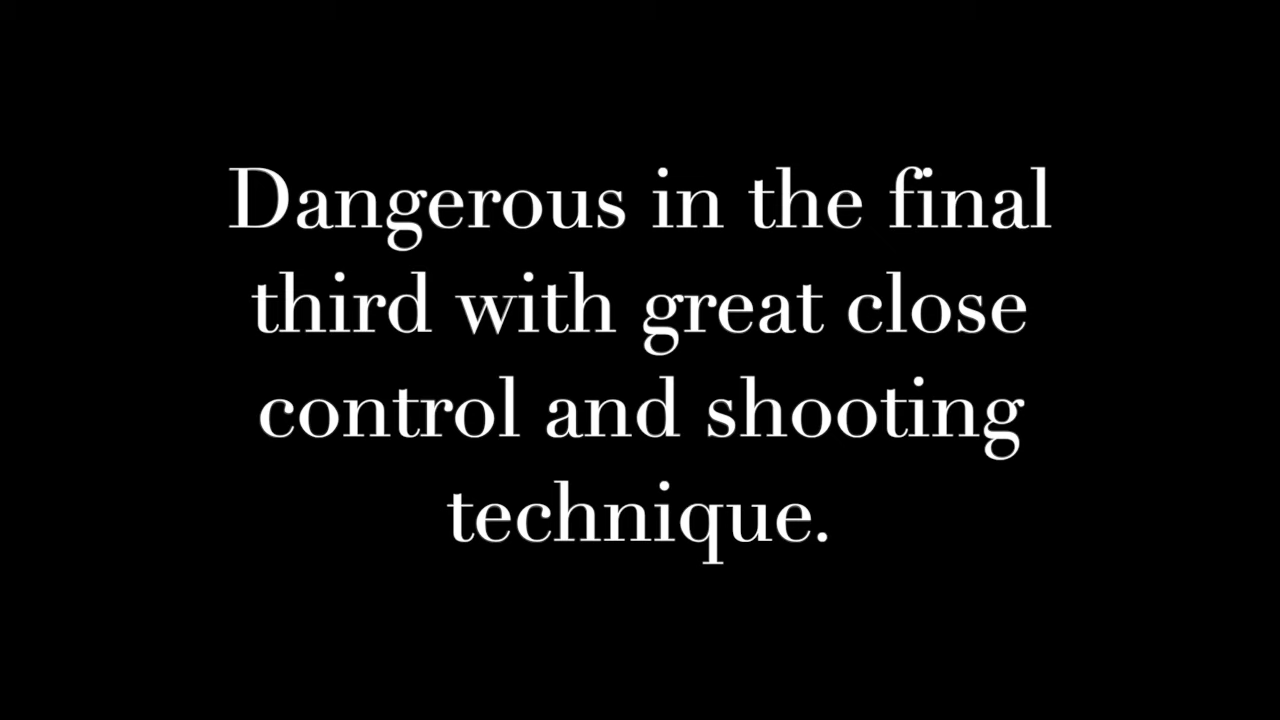 Dangerous in the final
third with great close
control and shooting
technique.